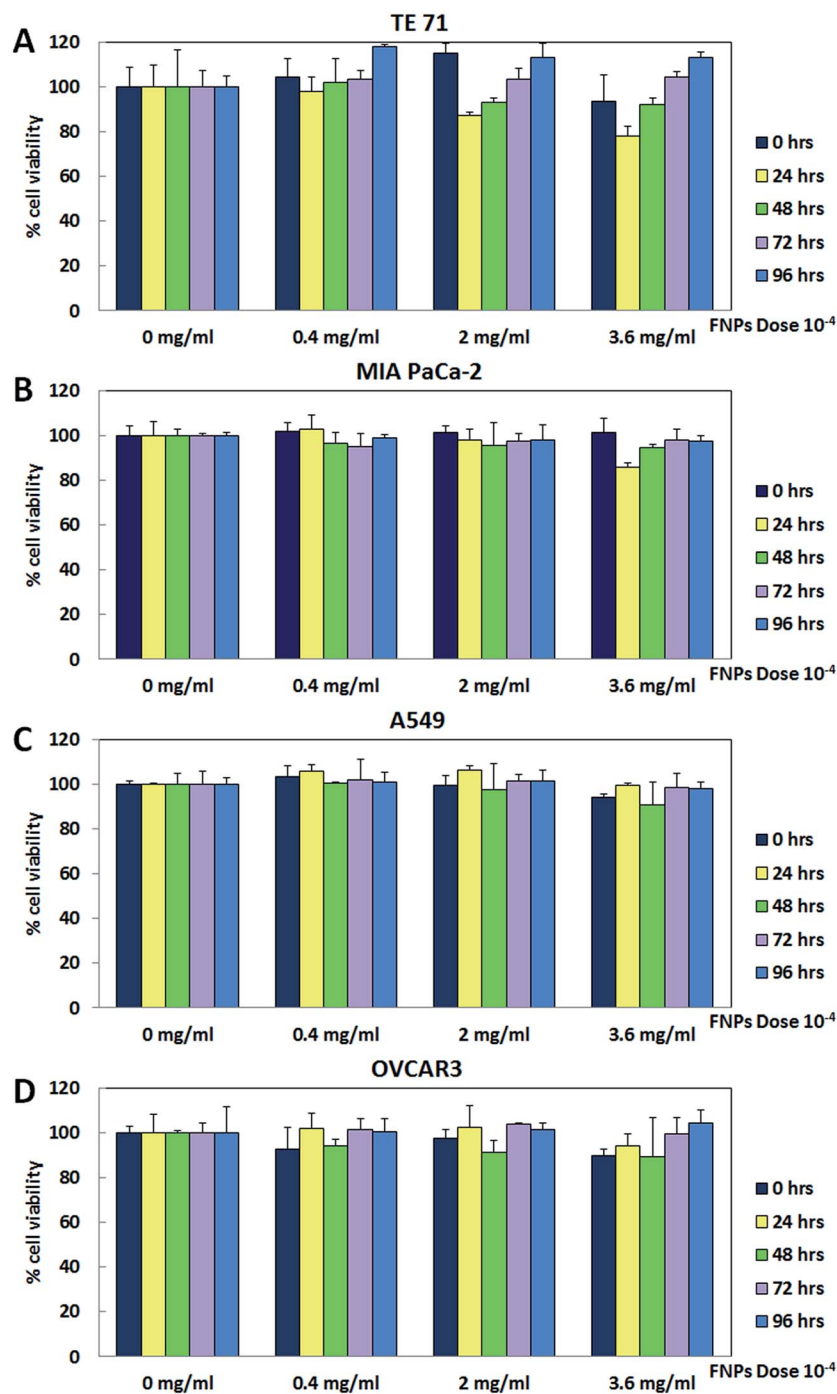 A
TE 71
120
100
80
60
40
20
0
% cell viability
0 mg/ml 0.4 mg/ml 2 mg/ml 3.6 mg/ml
FNPs Dose 10⁻⁴
0 hrs
24 hrs
48 hrs
72 hrs
96 hrs
B
MIA PaCa-2
120
100
80
60
40
20
0
% cell viability
0 mg/ml 0.4 mg/ml 2 mg/ml 3.6 mg/ml
FNPs Dose 10⁻⁴
0 hrs
24 hrs
48 hrs
72 hrs
96 hrs
C
A549
120
100
80
60
40
20
0
% cell viability
0 mg/ml 0.4 mg/ml 2 mg/ml 3.6 mg/ml
FNPs Dose 10⁻⁴
0 hrs
24 hrs
48 hrs
72 hrs
96 hrs
D
OVCAR3
120
100
80
60
40
20
0
% cell viability
0 mg/ml 0.4 mg/ml 2 mg/ml 3.6 mg/ml
FNPs Dose 10⁻⁴
0 hrs
24 hrs
48 hrs
72 hrs
96 hrs